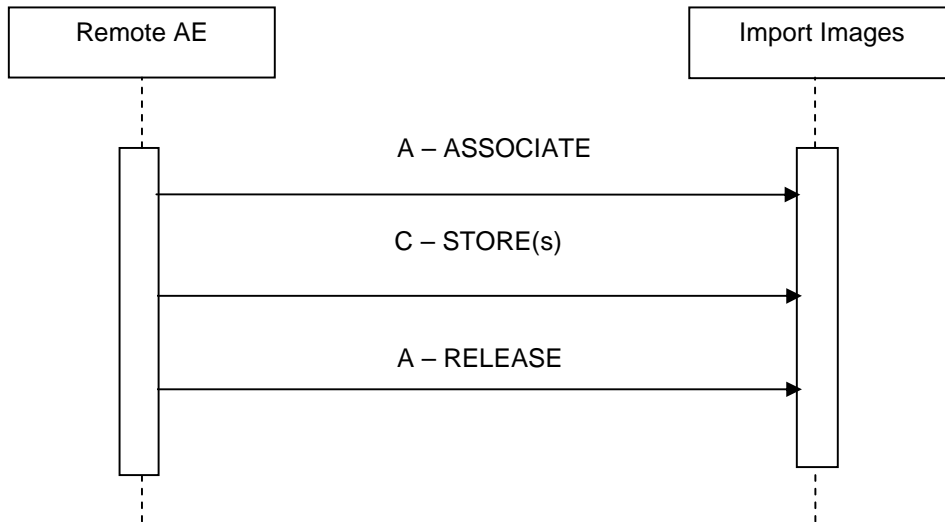 Remote AE
Import Images
A – ASSOCIATE
C – STORE(s)
A – RELEASE